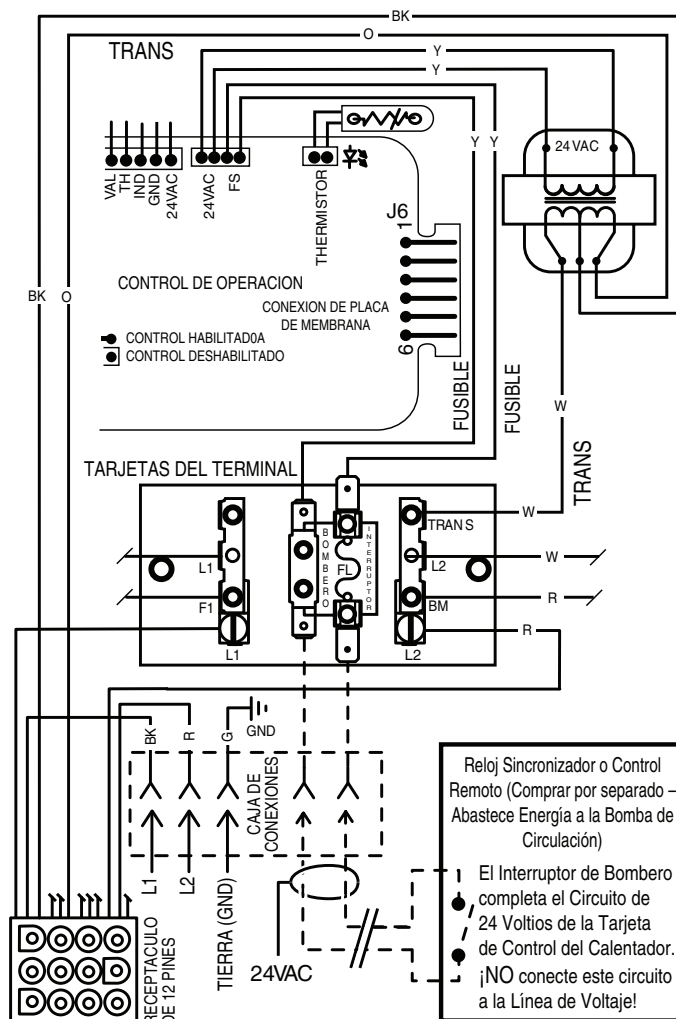 BK
O
TRANS
Y
Y
Y
Y
24VAC
VAL
TH
IND
GND
24VAC
24VAC
FS
THERMISTOR
J6
1
6
CONTROL DE OPERACION
CONEXION DE PLACA
DE MEMBRANA
BK
O
CONTROL HABILITAD0A
CONTROL DESHABILITADO
FUSIBLE
FUSIBLE
W
TRANS
TARJETAS DEL TERMINAL
L1
F1
L1
BOMBERO
FL
INTERRUPTOR
TRANS
L2
BM
L2
W
W
R
R
BK
R
G
GND
CAJA DE
CONEXIONES
L1
L2
TIERRA (GND)
24VAC
RECEPTACULO
DE 12 PINES
Reloj Sincronizador o Control
Remoto (Comprar por separado –
Abastece Energía a la Bomba de
Circulación)
El Interruptor de Bombero
completa el Circuito de
24 Voltios de la Tarjeta
de Control del Calentador.
¡NO conecte este circuito
a la Línea de Voltaje!